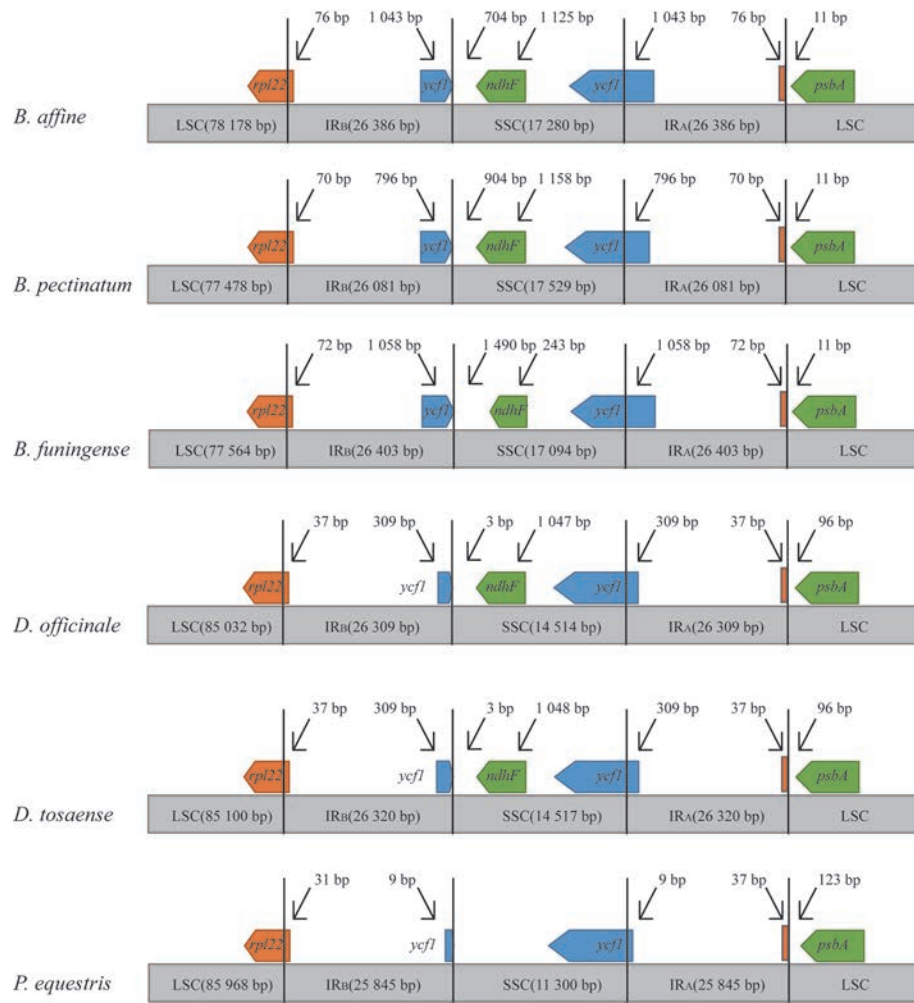 76 bp 1 043 bp 704 bp 1 125 bp 1 043 bp 76 bp 11 bp
rpl22 ycf1 ndhF ycf1 psbA
B. affine
LSC(78 178 bp) IRB(26 386 bp) SSC(17 280 bp) IRA(26 386 bp) LSC
70 bp 796 bp 904 bp 1 158 bp 796 bp 70 bp 11 bp
rpl22 ycf1 ndhF ycf1 psbA
B. pectinatum
LSC(77 478 bp) IRB(26 081 bp) SSC(17 529 bp) IRA(26 081 bp) LSC
72 bp 1 058 bp 1 490 bp 243 bp 1 058 bp 72 bp 11 bp
rpl22 ycf1 ndhF ycf1 psbA
B. funingense
LSC(77 564 bp) IRB(26 403 bp) SSC(17 094 bp) IRA(26 403 bp) LSC
37 bp 309 bp 3 bp 1 047 bp 309 bp 37 bp 96 bp
rpl22 ycf1 ndhF ycf1 psbA
D. officinale
LSC(85 032 bp) IRB(26 309 bp) SSC(14 514 bp) IRA(26 309 bp) LSC
37 bp 309 bp 3 bp 1 048 bp 309 bp 37 bp 96 bp
rpl22 ycf1 ndhF ycf1 psbA
D. tosaense
LSC(85 100 bp) IRB(26 320 bp) SSC(14 517 bp) IRA(26 320 bp) LSC
31 bp 9 bp 9 bp 37 bp 123 bp
rpl22 ycf1 ycf1 psbA
P. equestris
LSC(85 968 bp) IRB(25 845 bp) SSC(11 300 bp) IRA(25 845 bp) LSC